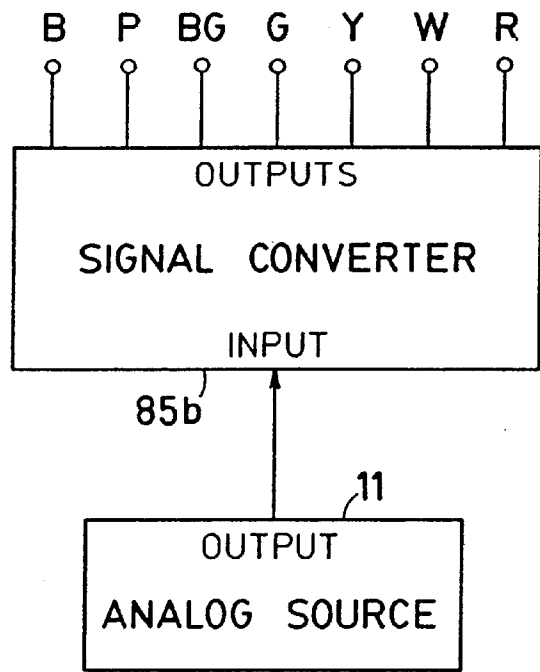 B P BG G Y W R
OUTPUTS
SIGNAL CONVERTER
INPUT
85b
11
OUTPUT
ANALOG SOURCE